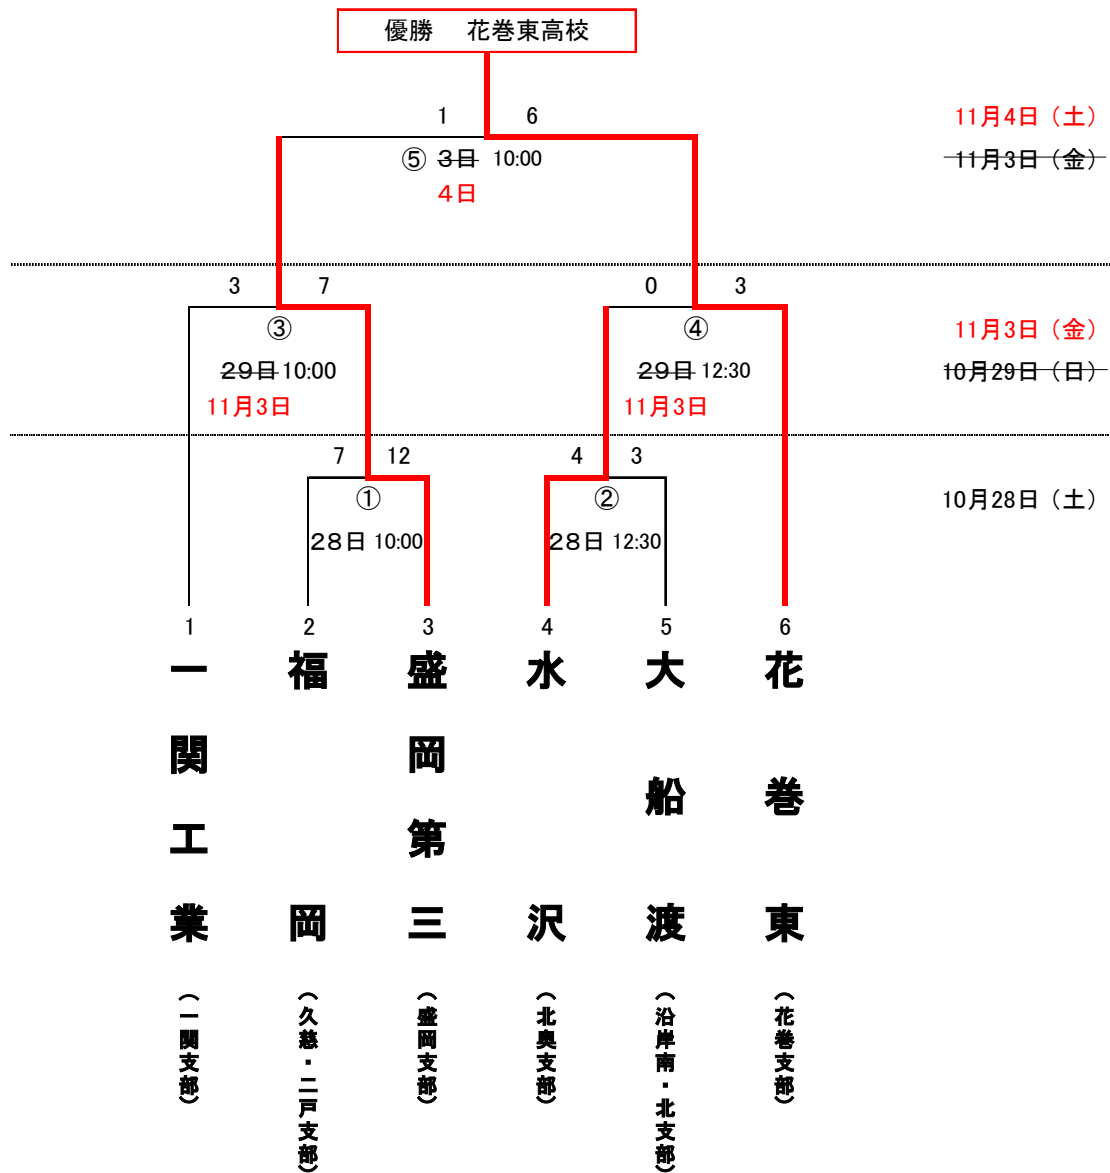 優勝　花巻東高校
1 6 11月4日（土）
⑤ 3日 10:00 11月3日（金）
4日
3 7 0 3
③ ④ 11月3日（金）
29日 10:00 29日 12:30 10月29日（日）
11月3日 11月3日
7 12 4 3
① ② 10月28日（土）
28日 10:00 28日 12:30
1 2 3 4 5 6
一関工業
福岡
盛岡第三
水沢
大船渡
花巻東
（一関支部）
（久慈・二戸支部）
（盛岡支部）
（北奥支部）
（沿岸南・北支部）
（花巻支部）